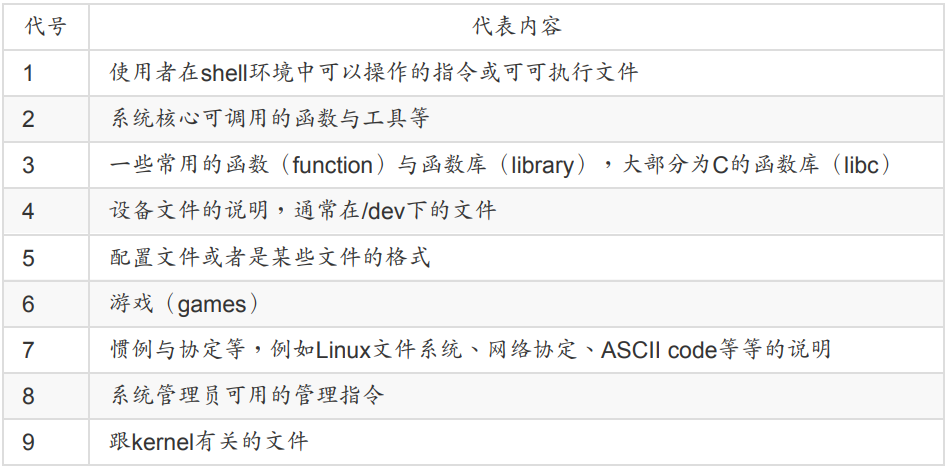 代号 代表内容
1 使用者在shell环境中可以操作的指令或可可执行文件
2 系统核心可调用的函数与工具等
3 一些常用的函数（function）与函数库（library），大部分为C的函数库（libc）
4 设备文件的说明，通常在/dev下的文件
5 配置文件或者是某些文件的格式
6 游戏（games）
7 惯例与协定等，例如Linux文件系统、网络协定、ASCII code等等的说明
8 系统管理员可用的管理指令
9 跟kernel有关的文件